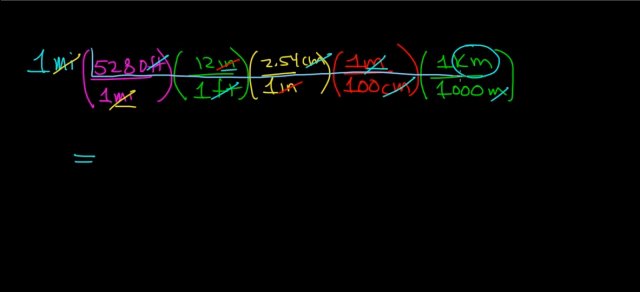 1 mi (5280 ft / 1 mi) (12 in / 1 ft) (2.54 cm / 1 in) (1 m / 100 cm) (1 km / 1000 m)
=